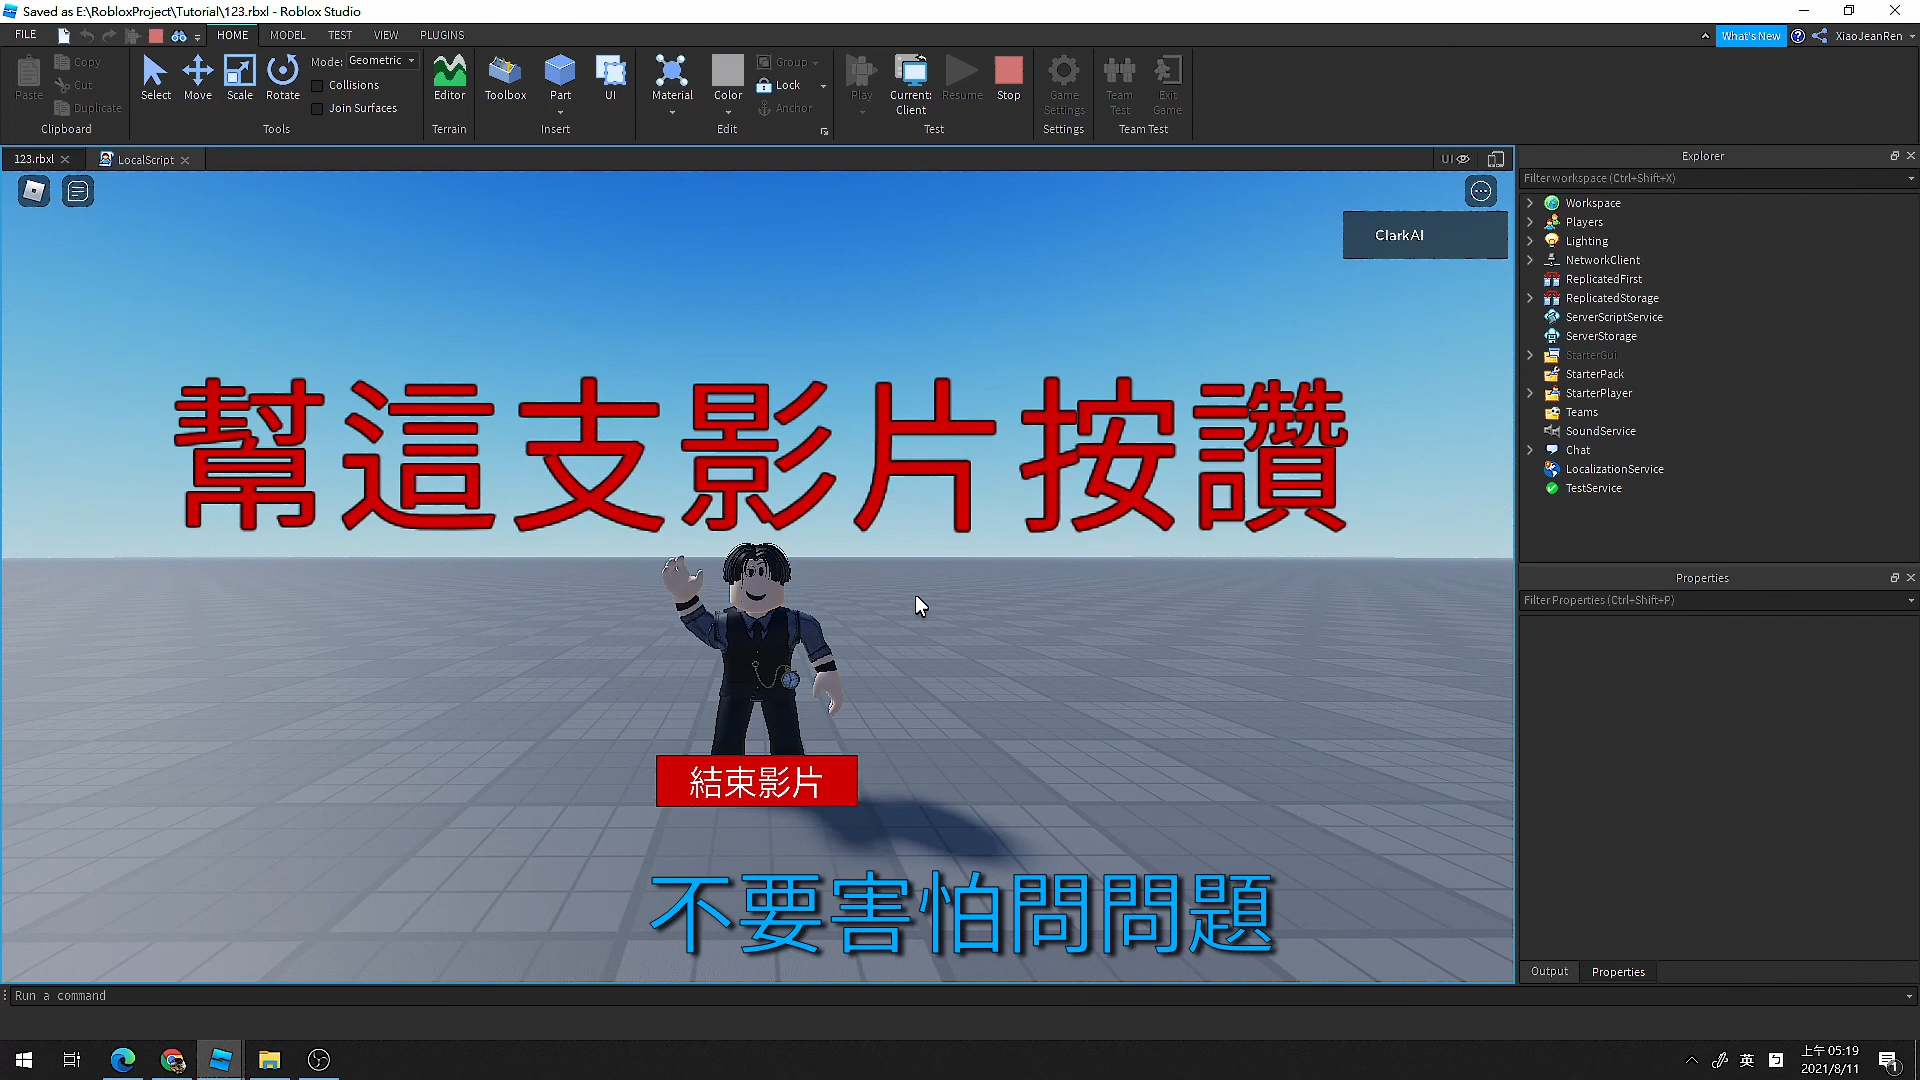 Saved as E:\RobloxProject\Tutorial\123.rbxl - Roblox Studio
FILE HOME MODEL TEST VIEW PLUGINS What's New XiaoJeanRen
Paste Copy Cut Duplicate
Clipboard
Select Move Scale Rotate
Mode: Geometric
Collisions
Join Surfaces
Tools
Editor
Terrain
Toolbox Part UI
Insert
Material Color Group Lock Anchor
Edit
Play Current: Client Resume Stop
Test
Game Settings
Settings
Team Test Exit Game
Team Test
123.rbxl LocalScript UI
ClarkAI
幫這支影片按讚
結束影片
不要害怕問問題
Explorer
Filter workspace (Ctrl+Shift+X)
Workspace
Players
Lighting
NetworkClient
ReplicatedFirst
ReplicatedStorage
ServerScriptService
ServerStorage
StarterGui
StarterPack
StarterPlayer
Teams
SoundService
Chat
LocalizationService
TestService
Properties
Filter Properties (Ctrl+Shift+P)
Output Properties
Run a command
英
上午 05:19
2021/8/11
1